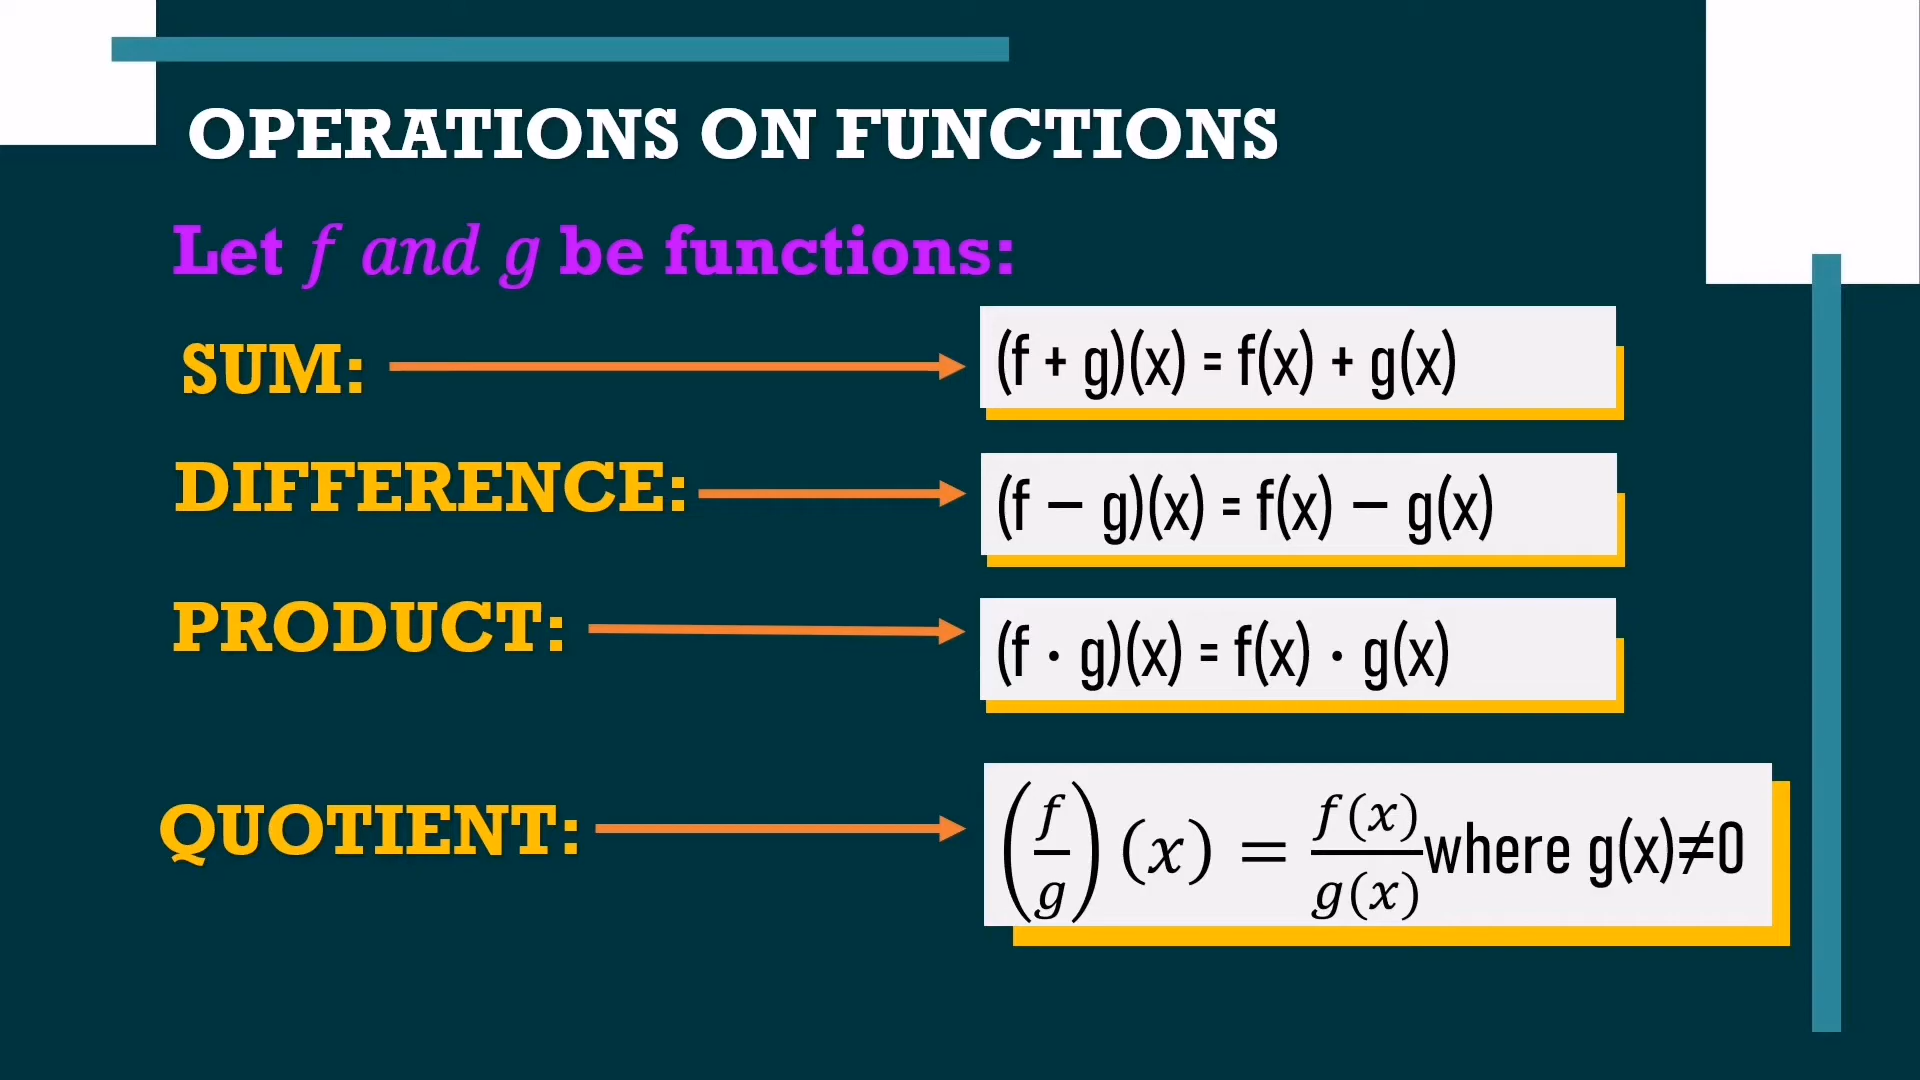 OPERATIONS ON FUNCTIONS
Let f and g be functions:
SUM: (f + g)(x) = f(x) + g(x)
DIFFERENCE: (f – g)(x) = f(x) – g(x)
PRODUCT: (f · g)(x) = f(x) · g(x)
QUOTIENT: (f/g)(x) = f(x)/g(x) where g(x)≠0